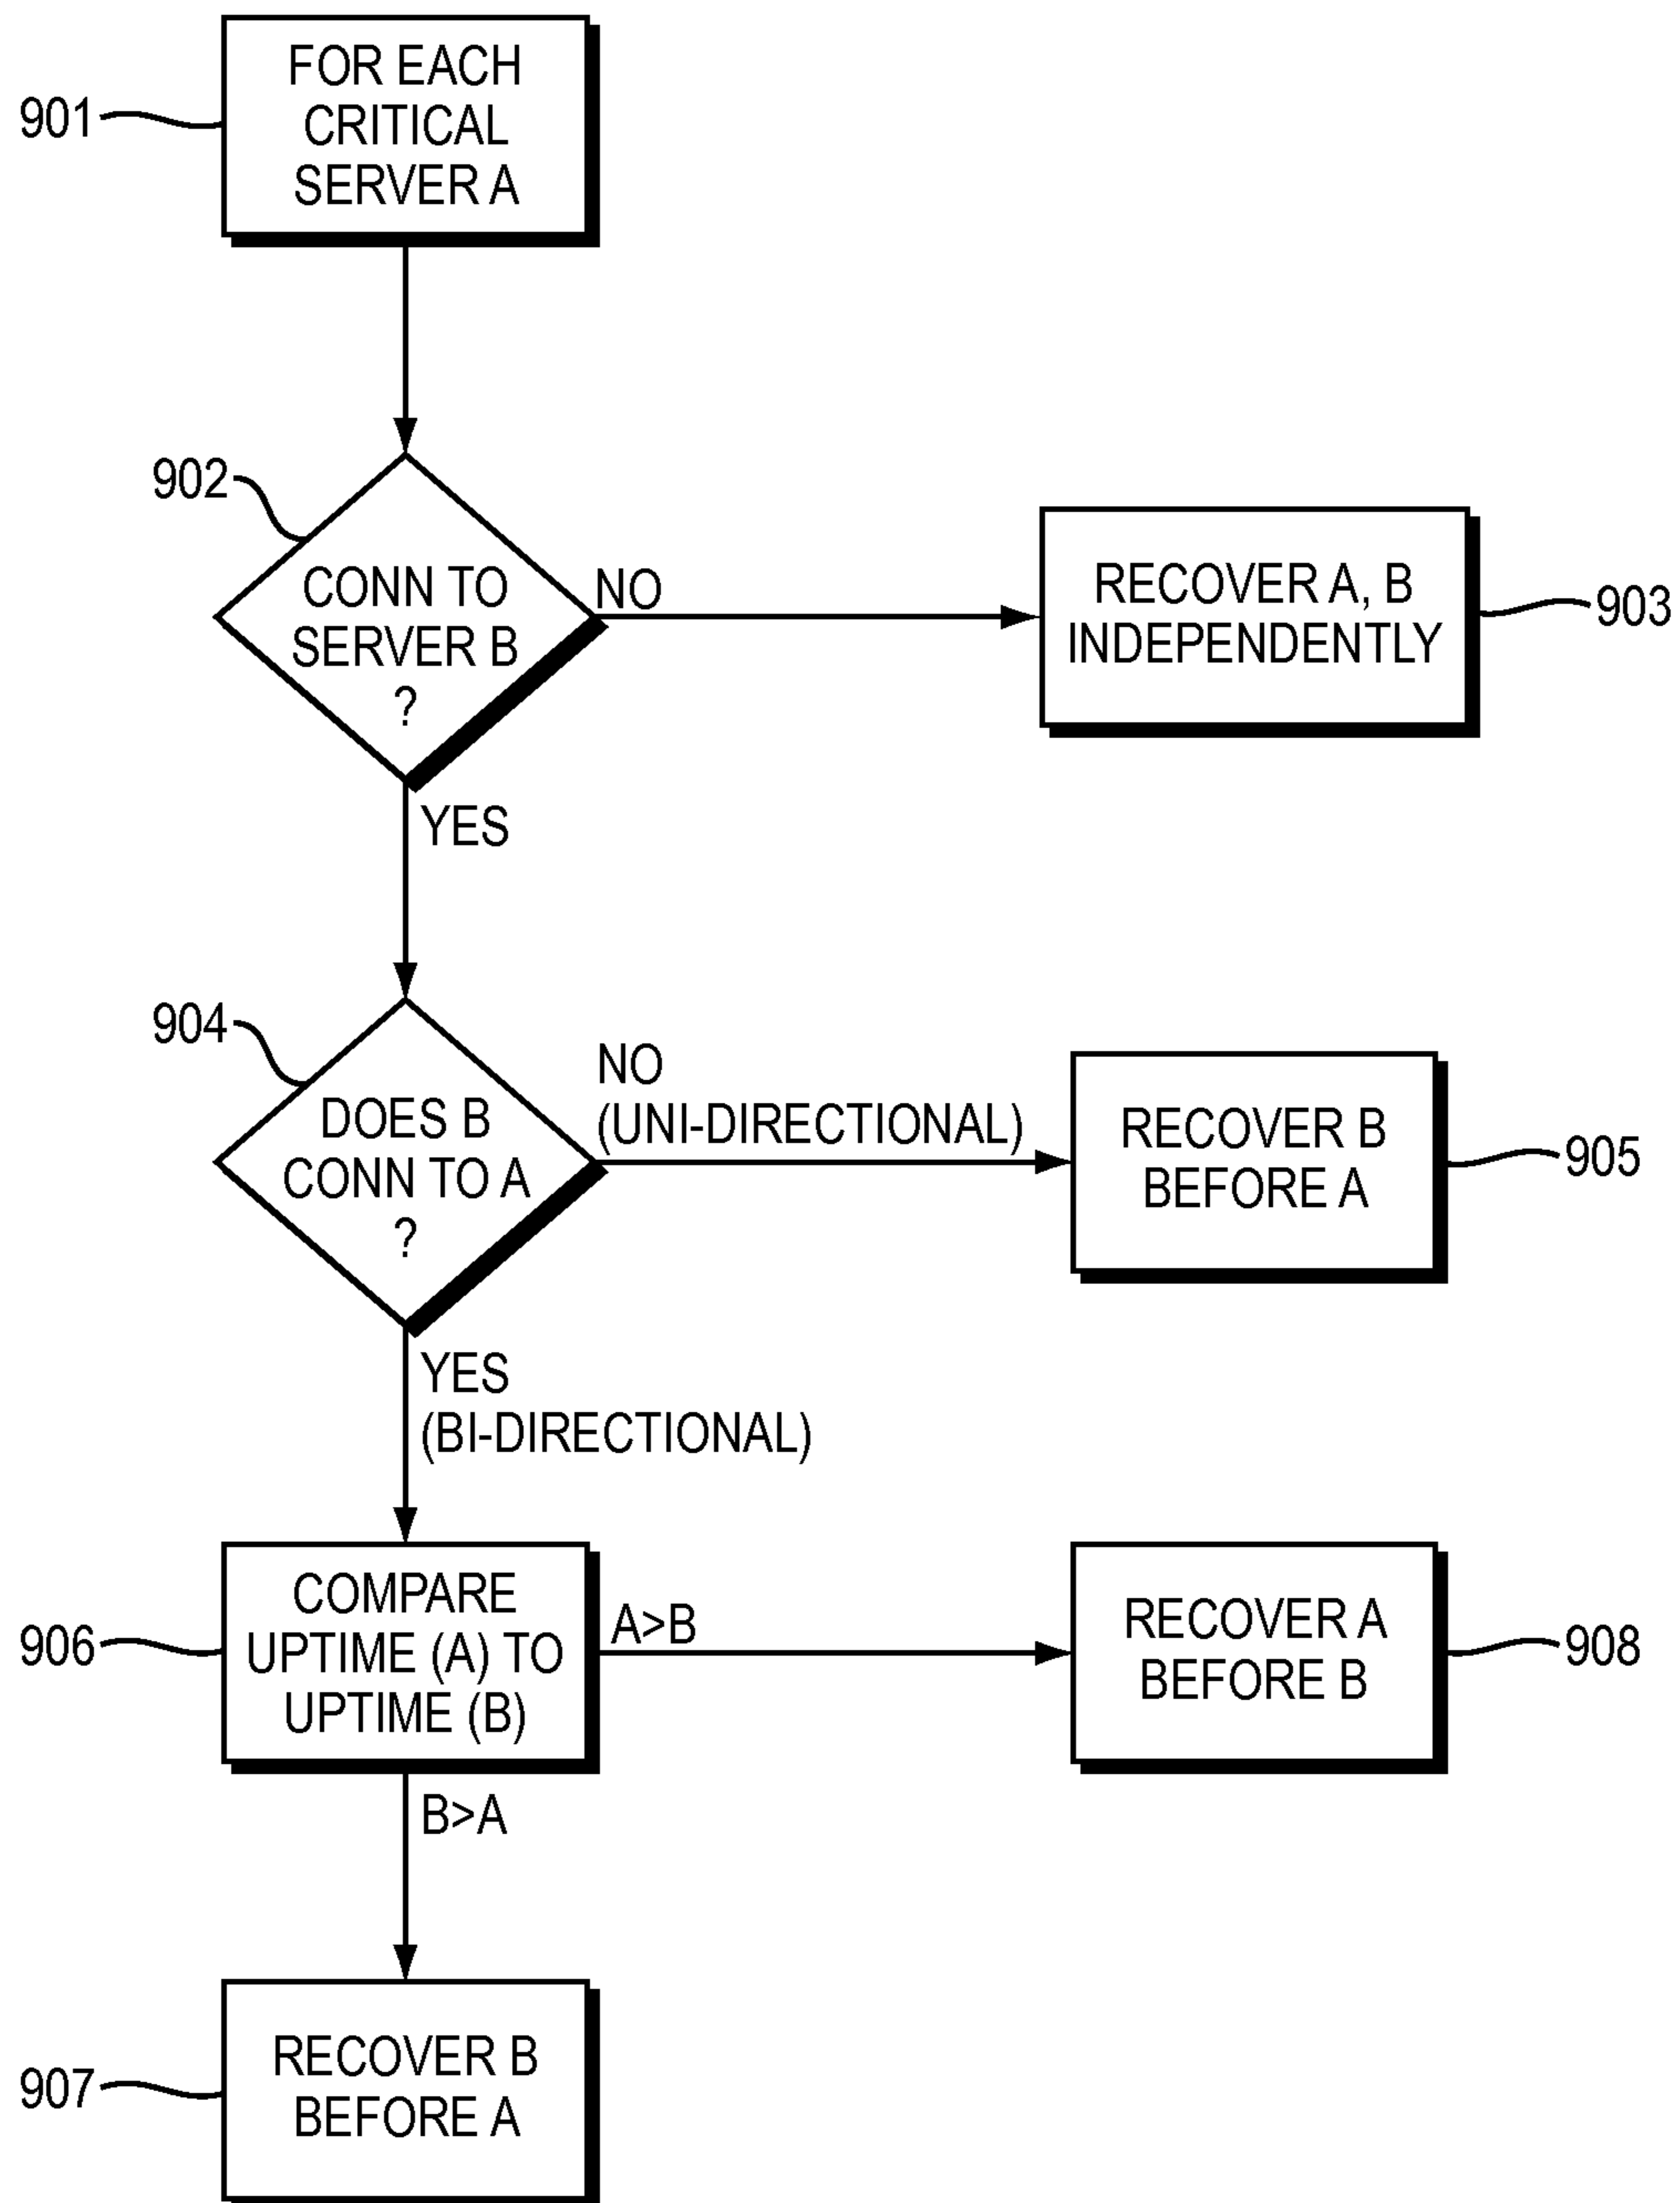 FOR EACH
CRITICAL
SERVER A
901
902
CONN TO
SERVER B
?
NO
RECOVER A, B
INDEPENDENTLY
903
YES
904
DOES B
CONN TO A
?
NO
(UNI-DIRECTIONAL)
RECOVER B
BEFORE A
905
YES
(BI-DIRECTIONAL)
906
COMPARE
UPTIME (A) TO
UPTIME (B)
A>B
RECOVER A
BEFORE B
908
B>A
907
RECOVER B
BEFORE A